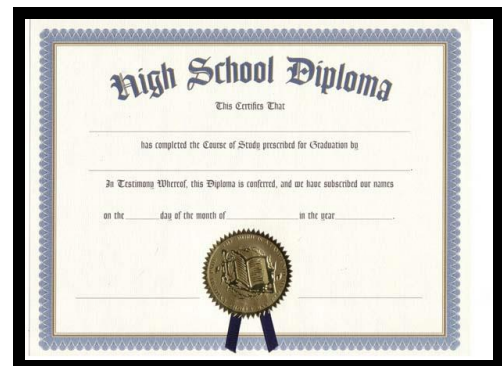 High School Diploma
This Certifies That
has completed the Course of Study prescribed for Graduation by
In Testimony Whereof, this Diploma is conferred, and we have subscribed our names
on the day of the month of in the year .